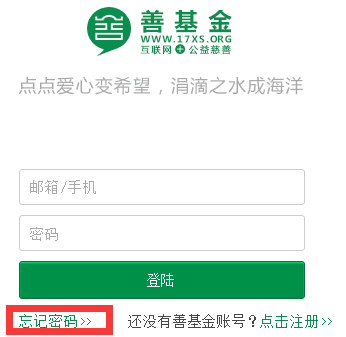 善基金
WWW.17XS.ORG
互联网 公益慈善
点点爱心变希望，涓滴之水成海洋
邮箱/手机
密码
登陆
忘记密码>> 还没有善基金账号？点击注册>>